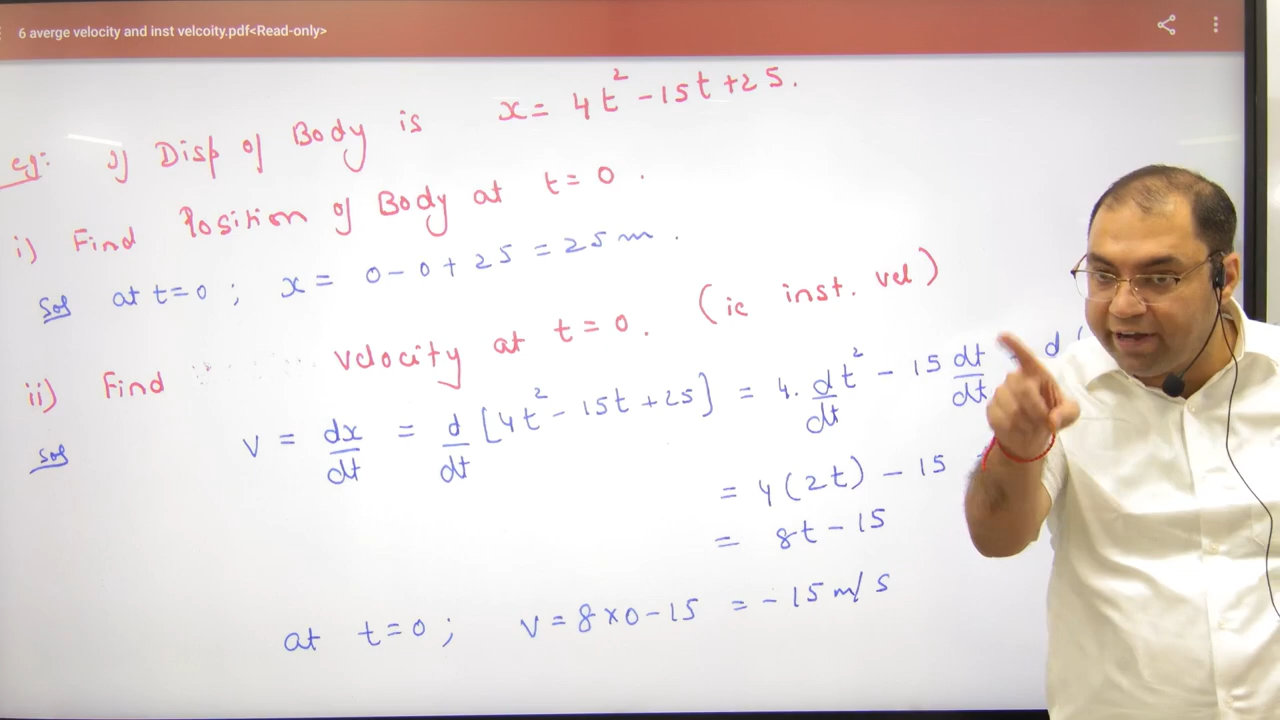 6 averge velocity and inst velcoity.pdf<Read-only>
eg: If Disp of Body is x = 4t² - 15t + 25.
i) Find Position of Body at t = 0 .
Sol at t=0 ; x = 0 - 0 + 25 = 25 m .
ii) Find velocity at t = 0 . (ie inst. vel)
Sol V = dx/dt = d/dt [4t² - 15t + 25] = 4. d/dt t² - 15 dt/dt + d (
= 4 (2t) - 15
= 8t - 15
at t=0 ; V = 8×0-15 = -15 m/s